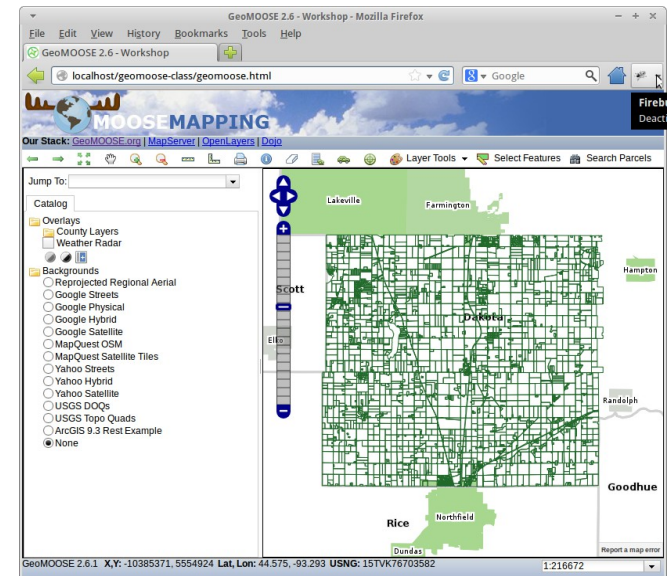 GeoMOOSE 2.6 - Workshop - Mozilla Firefox
File Edit View History Bookmarks Tools Help
GeoMOOSE 2.6 - Workshop
localhost/geomoose-class/geomoose.html
Google
Firebu
Deacti
MOOSEMAPPING
Our Stack: GeoMOOSE.org | MapServer | OpenLayers | Dojo
Layer Tools Select Features Search Parcels
Jump To:
Catalog
Overlays
County Layers
Weather Radar
Backgrounds
Reprojected Regional Aerial
Google Streets
Google Physical
Google Hybrid
Google Satellite
MapQuest OSM
MapQuest Satellite Tiles
Yahoo Streets
Yahoo Hybrid
Yahoo Satellite
USGS DOQs
USGS Topo Quads
ArcGIS 9.3 Rest Example
None
Lakeville
Farmington
Hampton
Scott
Dakota
Elko
Randolph
Goodhue
Rice
Northfield
Dundas
Report a map error
GeoMOOSE 2.6.1 X,Y: -10385371, 5554924 Lat, Lon: 44.575, -93.293 USNG: 15TVK76703582
1:216672